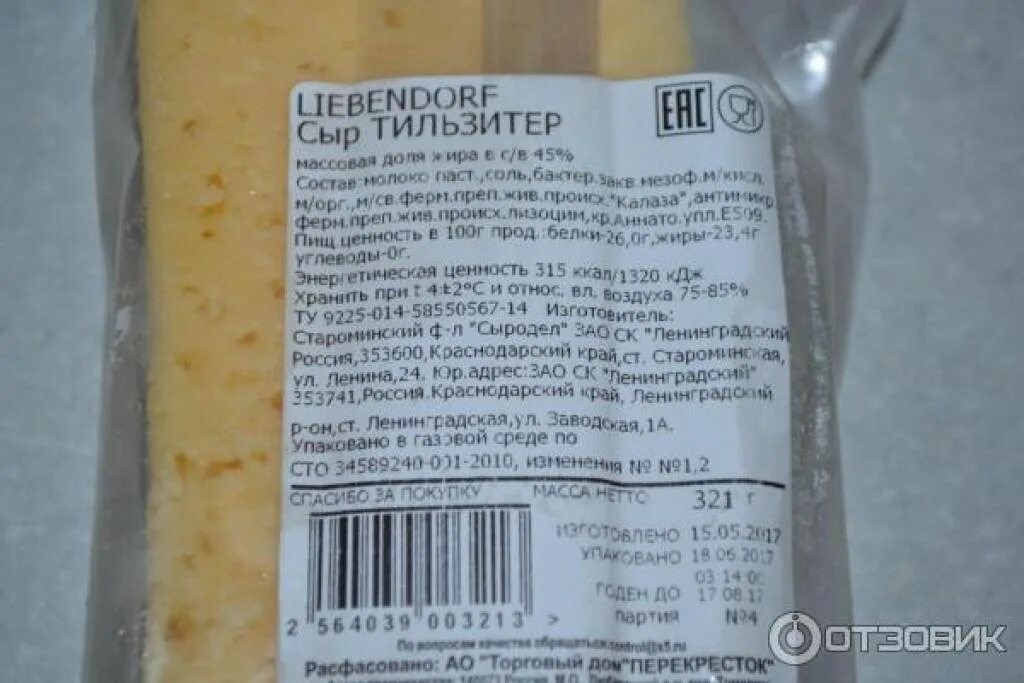 LIEBENDORF
Сыр ТИЛЬЗИТЕР
EAC
массовая доля жира в с/в 45%
Состав:молоко паст.,соль,бактер.закв.мезоф.м/кисл.
м/орг.,м/св.ферм.преп.жив.происх."Калаза",антимикр.
ферм.преп.жив.происх.лизоцим,кр.Аннато.упл.Е509.
Пищ.ценность в 100г прод.:белки-26,0г,жиры-23,4г
углеводы-0г.
Энергетическая ценность 315 ккал/1320 кДж
Хранить при t 4±2°С и относ. вл. воздуха 75-85%
ТУ 9225-014-58550567-14 Изготовитель:
Староминский ф-л "Сыродел" ЗАО СК "Ленинградский
Россия,353600,Краснодарский край,ст. Староминская,
ул. Ленина,24. Юр.адрес:ЗАО СК "Ленинградский"
353741,Россия.Краснодарский край, Ленинградский
р-он,ст. Ленинградская,ул. Заводская,1А.
Упаковано в газовой среде по
СТО 34589240-001-2010, изменения № №1,2
СПАСИБО ЗА ПОКУПКУ МАССА НЕТТО 321 г
ИЗГОТОВЛЕНО 15.05.2017
УПАКОВАНО 18.06.2017
03:14:00
ГОДЕН ДО 17.08.17
партия №4
2 564039 003213 >
По вопросам качества обращаться:control@x5.ru
Расфасовано: АО "Торговый дом"ПЕРЕКРЕСТОК"
ОТЗОВИК